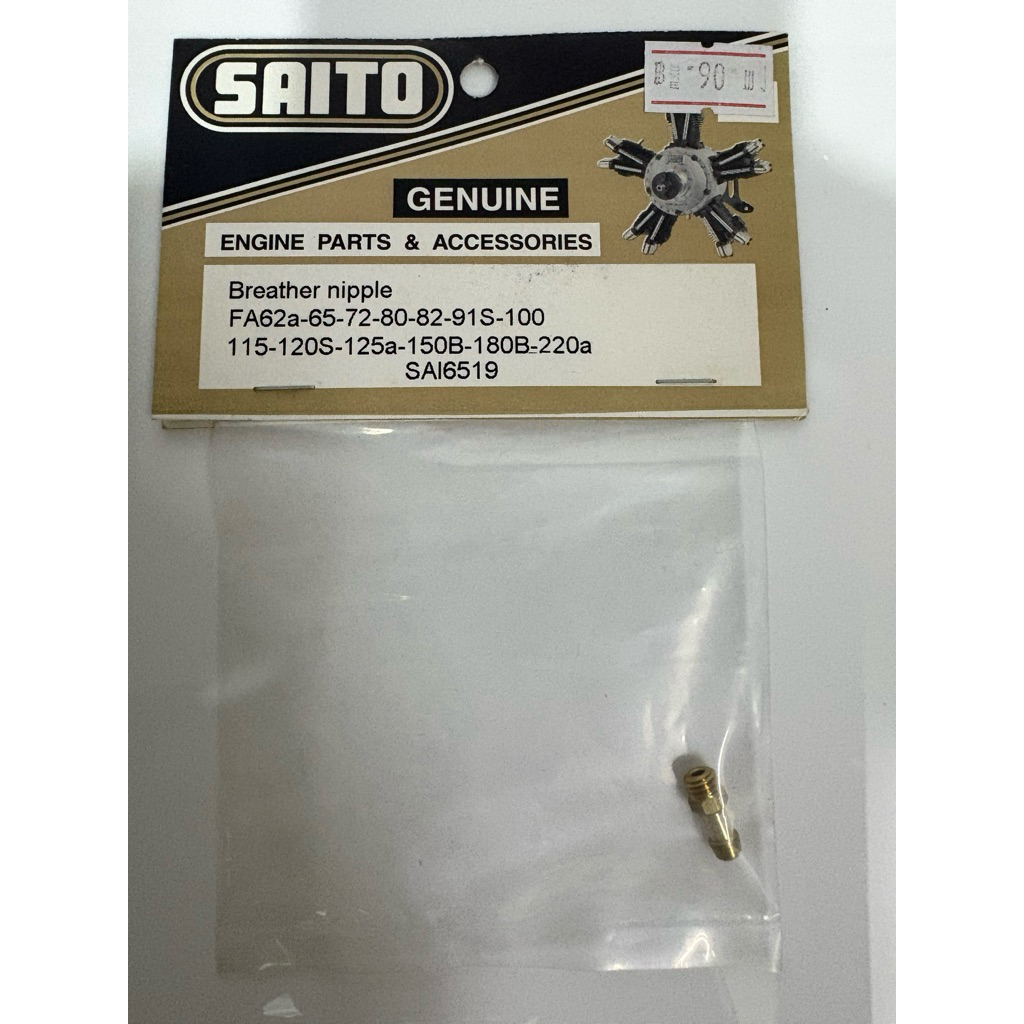 SAITO
90
GENUINE
ENGINE PARTS & ACCESSORIES
Breather nipple
FA62a-65-72-80-82-91S-100
115-120S-125a-150B-180B-220a
SAI6519